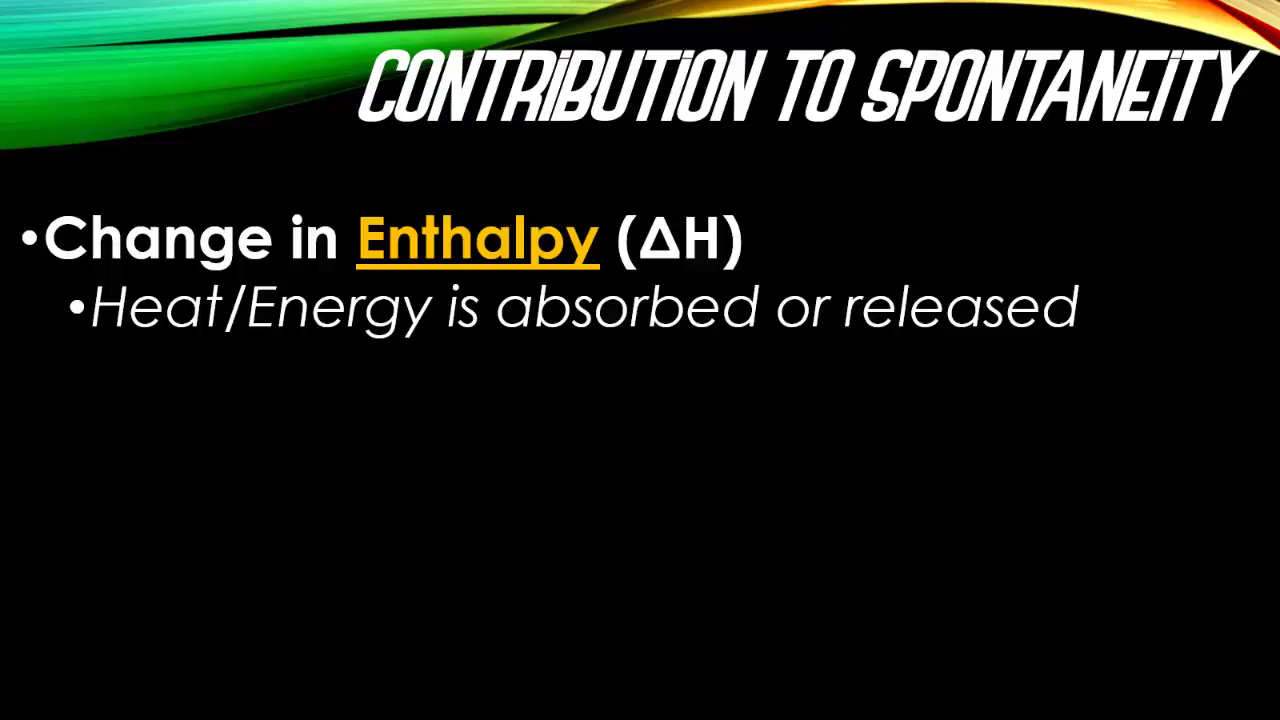 CONTRIBUTION TO SPONTANEITY
•Change in Enthalpy (ΔH)
•Heat/Energy is absorbed or released